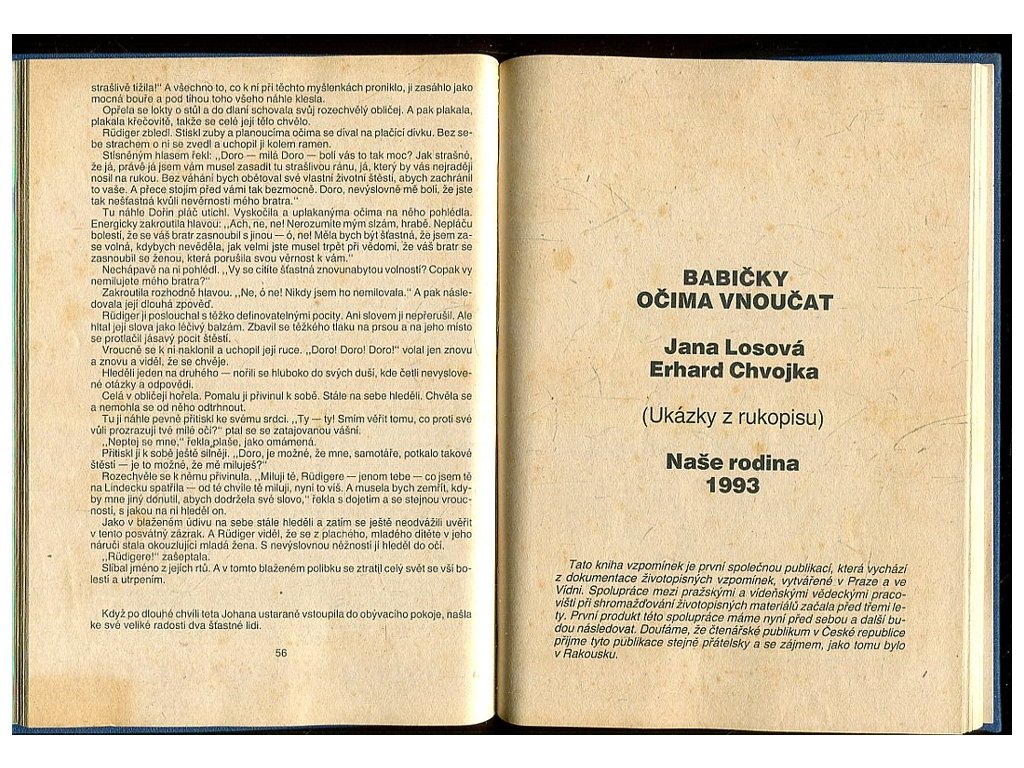 strašlivě tížila!“ A všechno to, co k ní při těchto myšlenkách proniklo, ji zasáhlo jako
mocná bouře a pod tíhou toho všeho náhle klesla.
Opřela se lokty o stůl a do dlaní schovala svůj rozechvělý obličej. A pak plakala,
plakala křečovitě, takže se celé její tělo chvělo.
Rüdiger zbledl. Stiskl zuby a planoucíma očima se díval na plačící dívku. Bez se-
be strachem o ni se zvedl a uchopil ji kolem ramen.
Stísněným hlasem řekl: ,,Doro — milá Doro — bolí vás to tak moc? Jak strašné,
že já, právě já jsem vám musel zasadit tu strašlivou ránu, já, který by vás nejraději
nosil na rukou. Bez váhání bych obětoval své vlastní životní štěstí, abych zachránil
to vaše. A přece stojím před vámi tak bezmocně. Doro, nevýslovně mě bolí, že jste
tak nešťastná kvůli nevěrnosti mého bratra.“
Tu náhle Dořin pláč utichl. Vyskočila a uplakanýma očima na něho pohlédla.
Energicky zakroutila hlavou: ,,Ach, ne, ne! Nerozumíte mým slzám, hrabě. Nepláču
bolestí, že se váš bratr zasnoubil s jinou — ó, ne! Měla bych být šťastná, že jsem za-
se volná, kdybych nevěděla, jak velmi jste musel trpět při vědomí, že váš bratr se
zasnoubil se ženou, která porušila svou věrnost k vám.“
Nechápavě na ni pohlédl. ,,Vy se cítíte šťastná znovunabytou volností? Copak vy
nemilujete mého bratra?“
Zakroutila rozhodně hlavou. ,,Ne, ó ne! Nikdy jsem ho nemilovala.“ A pak násle-
dovala její dlouhá zpověď.
Rüdiger ji poslouchal s těžko definovatelnými pocity. Ani slovem ji nepřerušil. Ale
hltal její slova jako léčivý balzám. Zbavil se těžkého tlaku na prsou a na jeho místo
se protlačil jásavý pocit štěstí.
Vroucně se k ní naklonil a uchopil její ruce. ,,Doro! Doro! Doro!“ volal jen znovu
a znovu a viděl, že se chvěje.
Hleděli jeden na druhého — nořili se hluboko do svých duší, kde četli nevyslove-
né otázky a odpovědi.
Celá v obličeji hořela. Pomalu ji přivinul k sobě. Stále na sebe hleděli. Chvěla se
a nemohla se od něho odtrhnout.
Tu ji náhle pevně přitiskl ke svému srdci. ,,Ty — ty! Smím věřit tomu, co proti své
vůli prozrazují tvé milé oči?“ ptal se se zatajovanou vášní.
,,Neptej se mne,“ řekla plaše, jako omámená.
Přitiskl ji k sobě ještě silněji. ,,Doro, je možné, že mne, samotáře, potkalo takové
štěstí — je to možné, že mě miluješ?“
Rozechvěle se k němu přivinula. ,,Miluji tě, Rüdigere — jenom tebe — co jsem tě
na Lindecku spatřila — od té chvíle tě miluji, nyní to víš. A musela bych zemřít, kdy-
by mne jiný donutil, abych dodržela své slovo,“ řekla s dojetím a se stejnou vrouc-
ností, s jakou na ni hleděl on.
Jako v blaženém údivu na sebe stále hleděli a zatím se ještě neodvážili uvěřit
v tento posvátný zázrak. A Rüdiger viděl, že se z plachého, mladého dítěte v jeho
náručí stala okouzlující mladá žena. S nevýslovnou něžností jí hleděl do očí.
,,Rüdigere!“ zašeptala.
Slíbal jméno z jejích rtů. A v tomto blaženém polibku se ztratil celý svět se vší bo-
lestí a utrpením.
Když po dlouhé chvíli teta Johana ustaraně vstoupila do obývacího pokoje, našla
ke své veliké radosti dva šťastné lidi.
56
BABIČKY
OČIMA VNOUČAT
Jana Losová
Erhard Chvojka
(Ukázky z rukopisu)
Naše rodina
1993
Tato kniha vzpomínek je první společnou publikací, která vychází
z dokumentace životopisných vzpomínek, vytvářené v Praze a ve
Vídni. Spolupráce mezi pražskými a vídeňskými vědeckými praco-
višti při shromažďování životopisných materiálů začala před třemi le-
ty. První produkt této spolupráce máme nyní před sebou a další bu-
dou následovat. Doufáme, že čtenářské publikum v České republice
přijme tyto publikace stejně přátelsky a se zájmem, jako tomu bylo
v Rakousku.